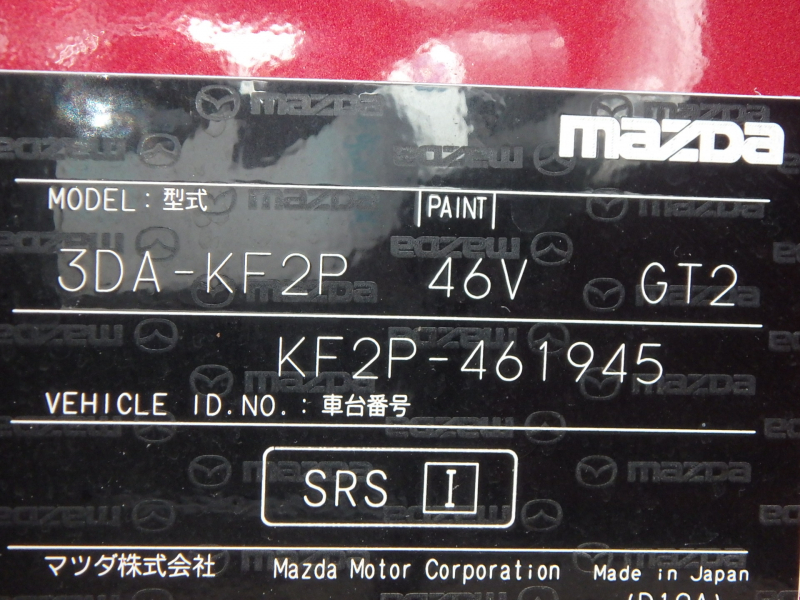 mazda
MODEL : 型式 PAINT
3DA-KF2P 46V GT2
KF2P-461945
VEHICLE ID.NO. : 車台番号
SRS I
マツダ株式会社 Mazda Motor Corporation Made in Japan